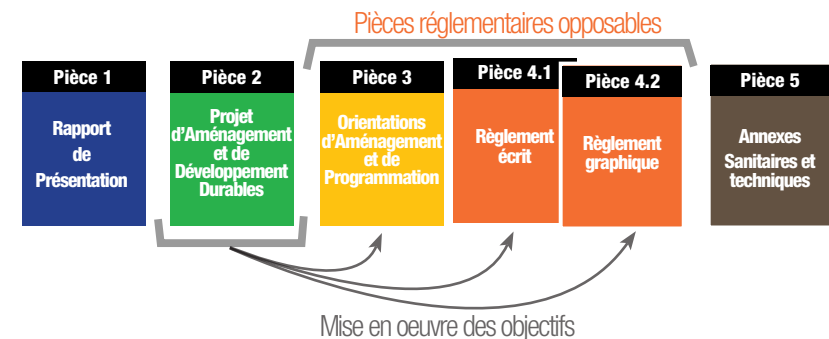 Pièces réglementaires opposables
Pièce 1
Rapport
de
Présentation
Pièce 2
Projet
d'Aménagement
et de
Développement
Durables
Pièce 3
Orientations
d'Aménagement
et de
Programmation
Pièce 4.1
Règlement
écrit
Pièce 4.2
Règlement
graphique
Pièce 5
Annexes
Sanitaires et
techniques
Mise en oeuvre des objectifs